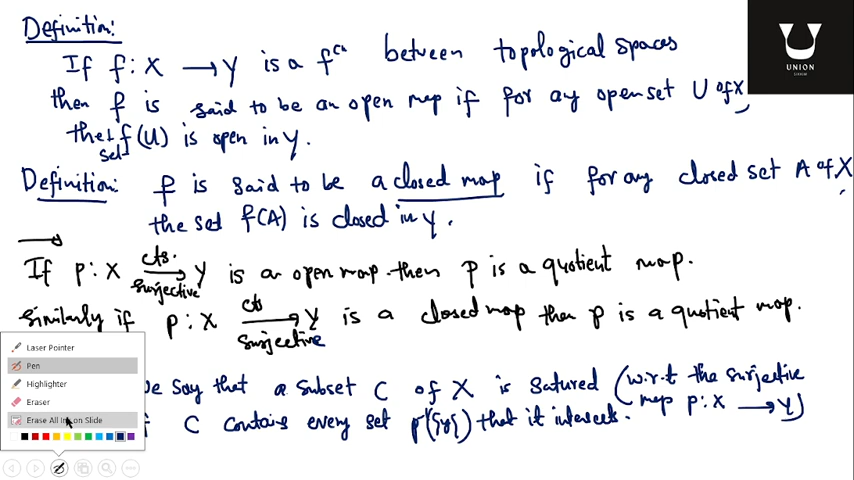 Definition:
If f: X → Y is a fcn between topological spaces
then f is said to be an open map if for any open set U of X,
the set f(U) is open in Y.
Definition: f is said to be a closed map if for any closed set A of X,
the set f(A) is closed in Y.
If p: X cts. → surjective Y is a open map then p is a quotient map.
Similarly if p: X cts → surjective Y is a closed map then p is a quotient map.
we say that a subset C of X is satured (w.r.t the surjective map p: X → Y)
if C contains every set p⁻¹({y}) that it intersects.
Laser Pointer
Pen
Highlighter
Eraser
Erase All Ink on Slide
UNION